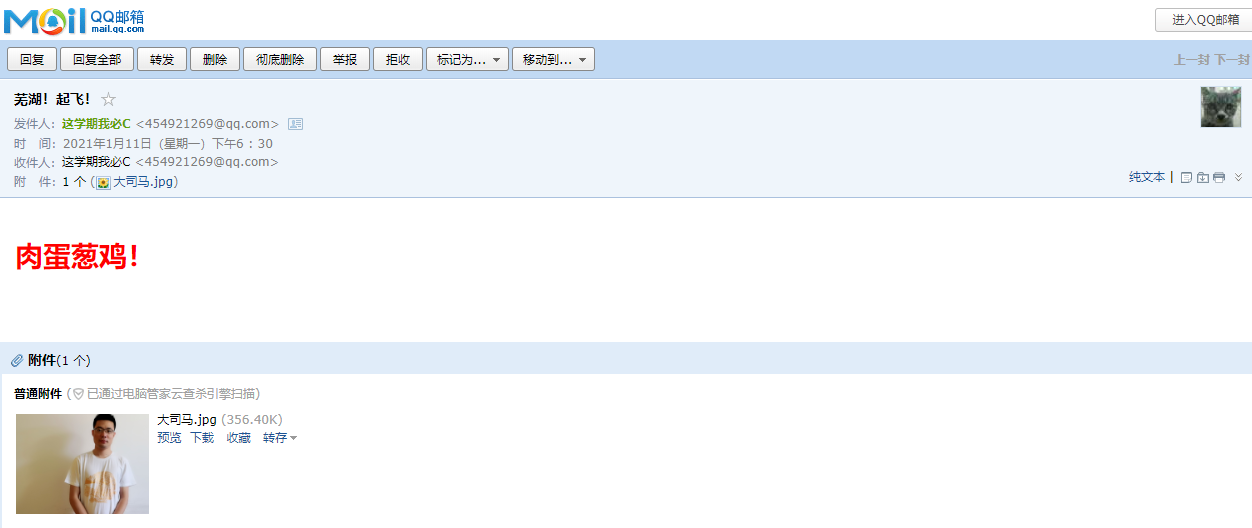 Mail QQ邮箱
mail.qq.com
进入QQ邮箱
回复 回复全部 转发 删除 彻底删除 举报 拒收 标记为... 移动到... 上一封 下一封
芜湖！起飞！
发件人：这学期我必C <454921269@qq.com>
时 间：2021年1月11日（星期一）下午6：30
收件人：这学期我必C <454921269@qq.com>
附 件：1 个 (大司马.jpg)
纯文本 |
肉蛋葱鸡！
附件(1 个)
普通附件 (已通过电脑管家云查杀引擎扫描)
大司马.jpg (356.40K)
预览 下载 收藏 转存